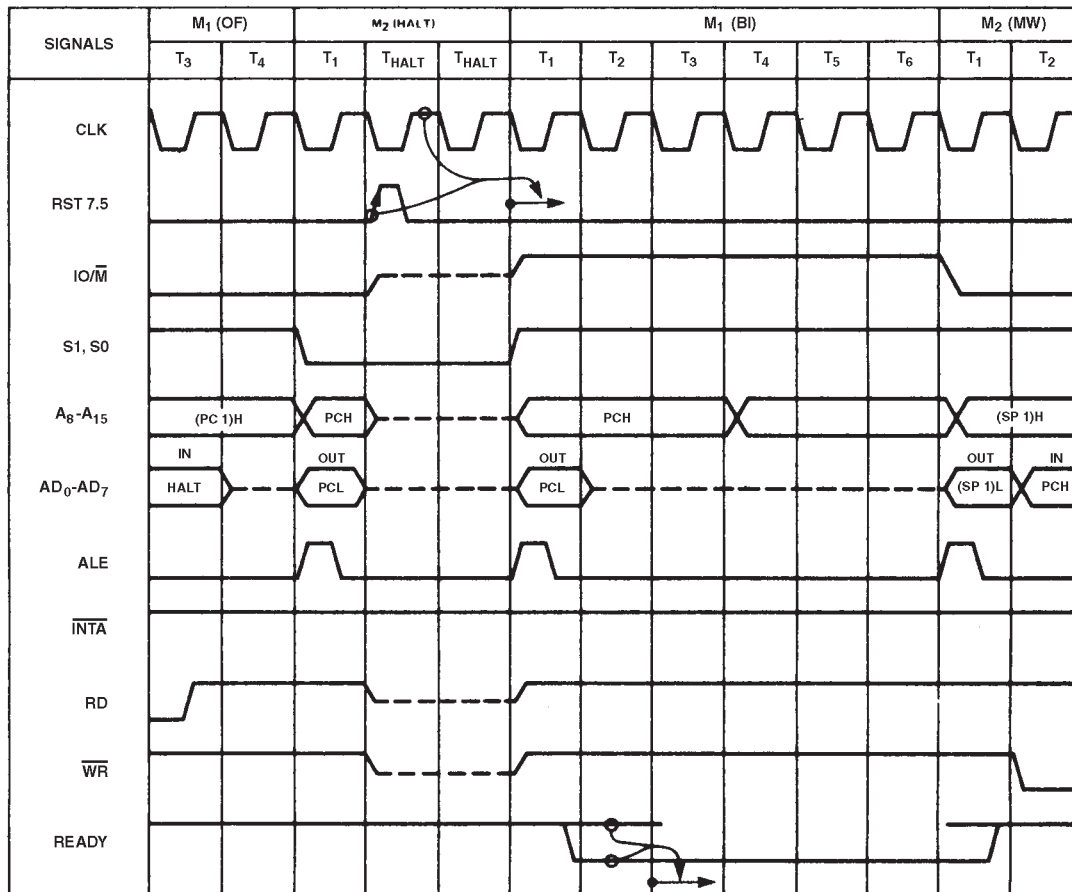 SIGNALS
M1 (OF)
M2 (HALT)
M1 (BI)
M2 (MW)
T3 T4 T1 THALT THALT T1 T2 T3 T4 T5 T6 T1 T2
CLK
RST 7.5
IO/M̅
S1, S0
A8-A15
(PC 1)H PCH PCH (SP 1)H
IN OUT OUT OUT IN
AD0-AD7
HALT PCL PCL (SP 1)L PCH
ALE
I̅N̅T̅A̅
RD
W̅R̅
READY